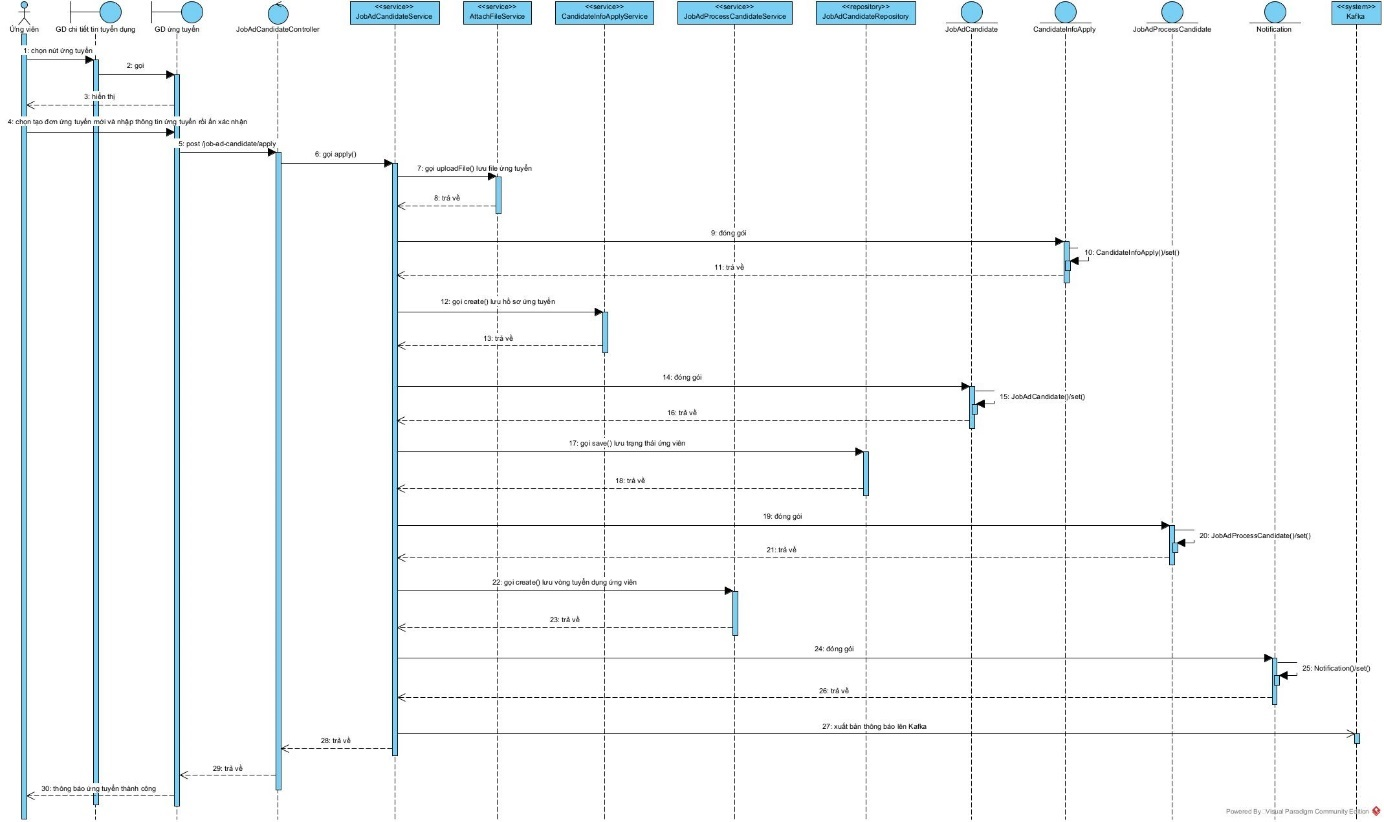 <<service>>
JobAdCandidateService
<<service>>
AttachFileService
<<service>>
CandidateInfoApplyService
<<service>>
JobAdProcessCandidateService
<<repository>>
JobAdCandidateRepository
<<system>>
Kafka
Ứng viên
GD chi tiết tin tuyển dụng
GD ứng tuyển
JobAdCandidateController
JobAdCandidate
CandidateInfoApply
JobAdProcessCandidate
Notification
1: chọn nút ứng tuyển
2: gọi
3: hiển thị
4: chọn tạo đơn ứng tuyển mới và nhập thông tin ứng tuyển rồi ấn xác nhận
5: post /job-ad-candidate/apply
6: gọi apply()
7: gọi uploadFile() lưu file ứng tuyển
8: trả về
9: đóng gói
10: CandidateInfoApply()/set()
11: trả về
12: gọi create() lưu hồ sơ ứng tuyển
13: trả về
14: đóng gói
15: JobAdCandidate()/set()
16: trả về
17: gọi save() lưu trạng thái ứng viên
18: trả về
19: đóng gói
20: JobAdProcessCandidate()/set()
21: trả về
22: gọi create() lưu vòng tuyển dụng ứng viên
23: trả về
24: đóng gói
25: Notification()/set()
26: trả về
27: xuất bản thông báo lên Kafka
28: trả về
29: trả về
30: thông báo ứng tuyển thành công
Powered By Visual Paradigm Community Edition